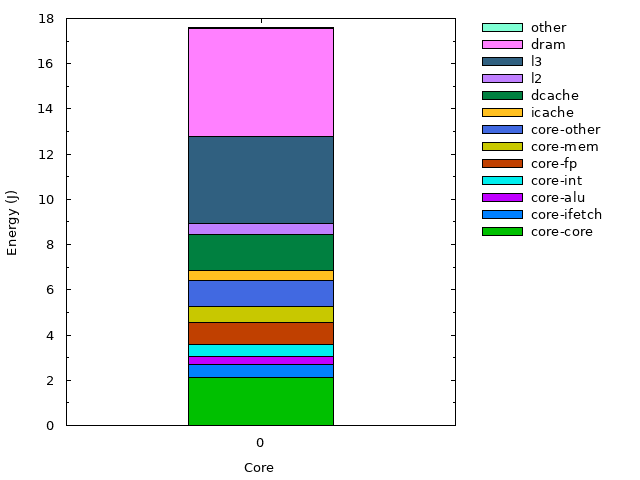 18
16
14
12
10
8
6
4
2
0
Energy (J)
0
Core
other
dram
l3
l2
dcache
icache
core-other
core-mem
core-fp
core-int
core-alu
core-ifetch
core-core